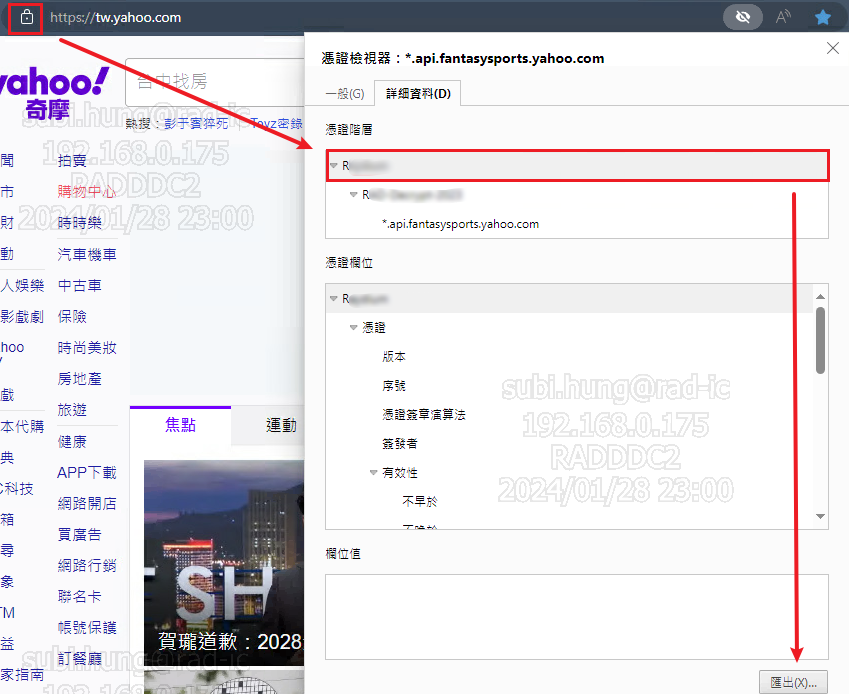 https://tw.yahoo.com
A
憑證檢視器：*.api.fantasysports.yahoo.com
yahoo!
奇摩
台中找房
一般(G)
詳細資料(D)
熱搜：彭于賓猝死
Toyz密錄
憑證階層
R
*.api.fantasysports.yahoo.com
憑證欄位
R
憑證
版本
序號
憑證簽章演算法
簽發者
有效性
不早於
不晚於
欄位值
匯出(X)...
聞
拍賣
市
購物中心
財
時時樂
動
汽車機車
人娛樂
中古車
影戲劇
保險
hoo
時尚美妝
房地產
戲
旅遊
本代購
健康
典
APP下載
C科技
網路開店
箱
買廣告
尋
網路行銷
象
聯名卡
TM
帳號保護
益
訂餐廳
家指南
焦點
運動
SH
賀瓏道歉：2028
subi.hung@rad-ic
192.168.0.175
RADDDC2
2024/01/28 23:00
subi.hung@rad-ic
192.168.0.175
RADDDC2
2024/01/28 23:00
subi.hung@rad-ic
192.168.0.175